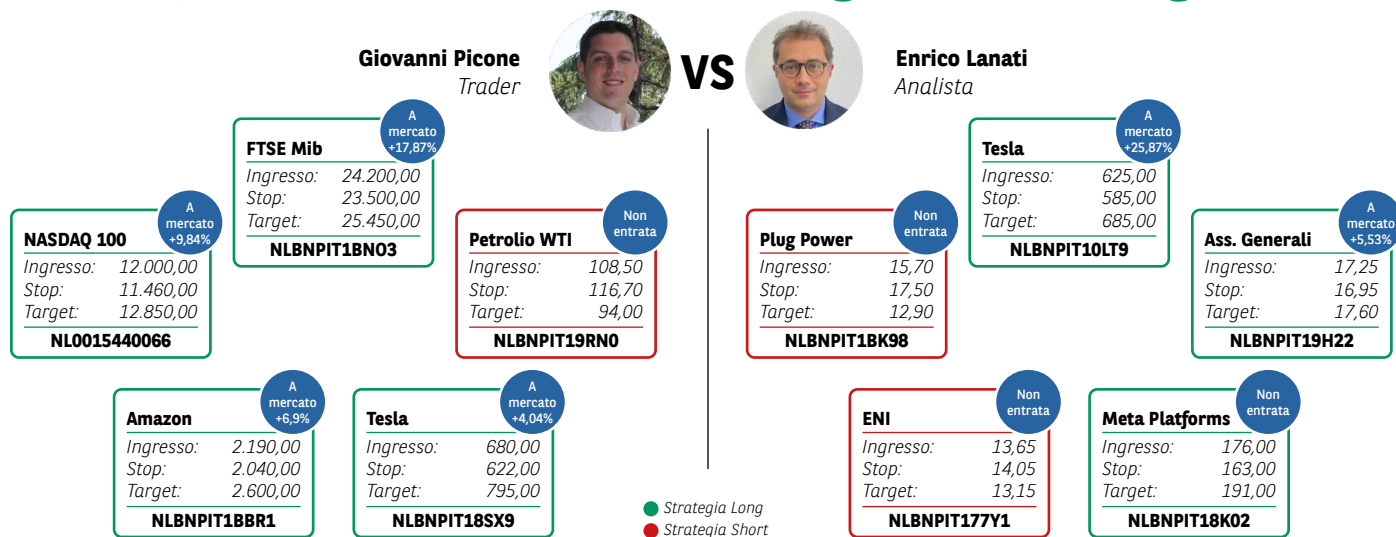 Giovanni Picone
Trader
VS
Enrico Lanati
Analista
FTSE Mib
A
mercato
+17,87%
Ingresso: 24.200,00
Stop: 23.500,00
Target: 25.450,00
NLBNPIT1BNO3
NASDAQ 100
A
mercato
+9,84%
Ingresso: 12.000,00
Stop: 11.460,00
Target: 12.850,00
NL0015440066
Petrolio WTI
Non
entrata
Ingresso: 108,50
Stop: 116,70
Target: 94,00
NLBNPIT19RN0
Amazon
A
mercato
+6,9%
Ingresso: 2.190,00
Stop: 2.040,00
Target: 2.600,00
NLBNPIT1BBR1
Tesla
A
mercato
+4,04%
Ingresso: 680,00
Stop: 622,00
Target: 795,00
NLBNPIT18SX9
Strategia Long
Strategia Short
Tesla
A
mercato
+25,87%
Ingresso: 625,00
Stop: 585,00
Target: 685,00
NLBNPIT10LT9
Plug Power
Non
entrata
Ingresso: 15,70
Stop: 17,50
Target: 12,90
NLBNPIT1BK98
Ass. Generali
A
mercato
+5,53%
Ingresso: 17,25
Stop: 16,95
Target: 17,60
NLBNPIT19H22
ENI
Non
entrata
Ingresso: 13,65
Stop: 14,05
Target: 13,15
NLBNPIT177Y1
Meta Platforms
Non
entrata
Ingresso: 176,00
Stop: 163,00
Target: 191,00
NLBNPIT18K02